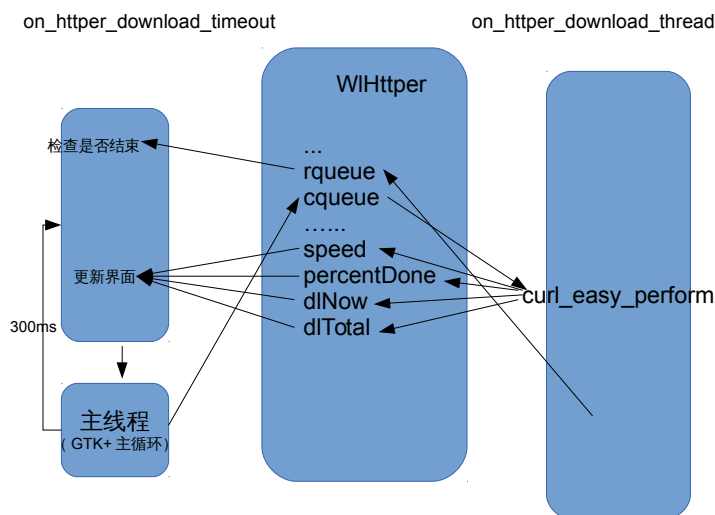 on_httper_download_timeout
on_httper_download_thread
WlHttper
检查是否结束
...
rqueue
cqueue
……
speed
更新界面
percentDone
dlNow
dlTotal
curl_easy_perform
300ms
主线程
（ GTK+ 主循环）